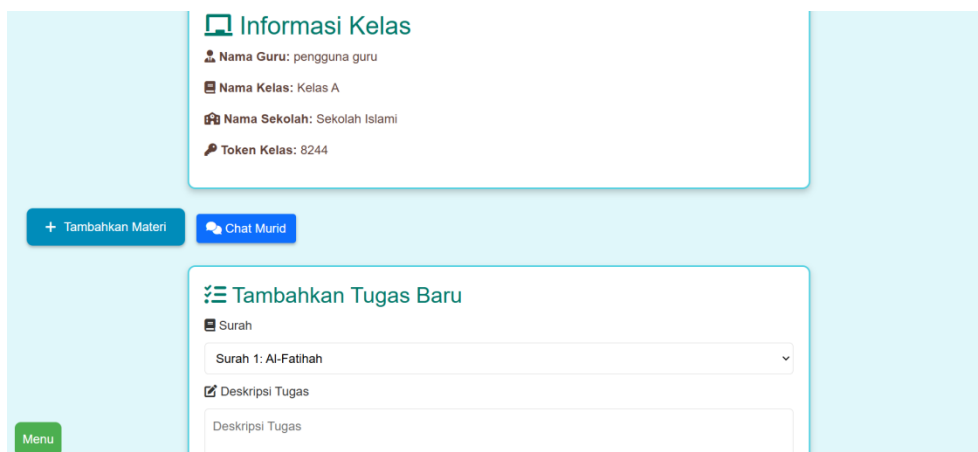 Informasi Kelas
Nama Guru: pengguna guru
Nama Kelas: Kelas A
Nama Sekolah: Sekolah Islami
Token Kelas: 8244
+ Tambahkan Materi
Chat Murid
Tambahkan Tugas Baru
Surah
Surah 1: Al-Fatihah
Deskripsi Tugas
Deskripsi Tugas
Menu